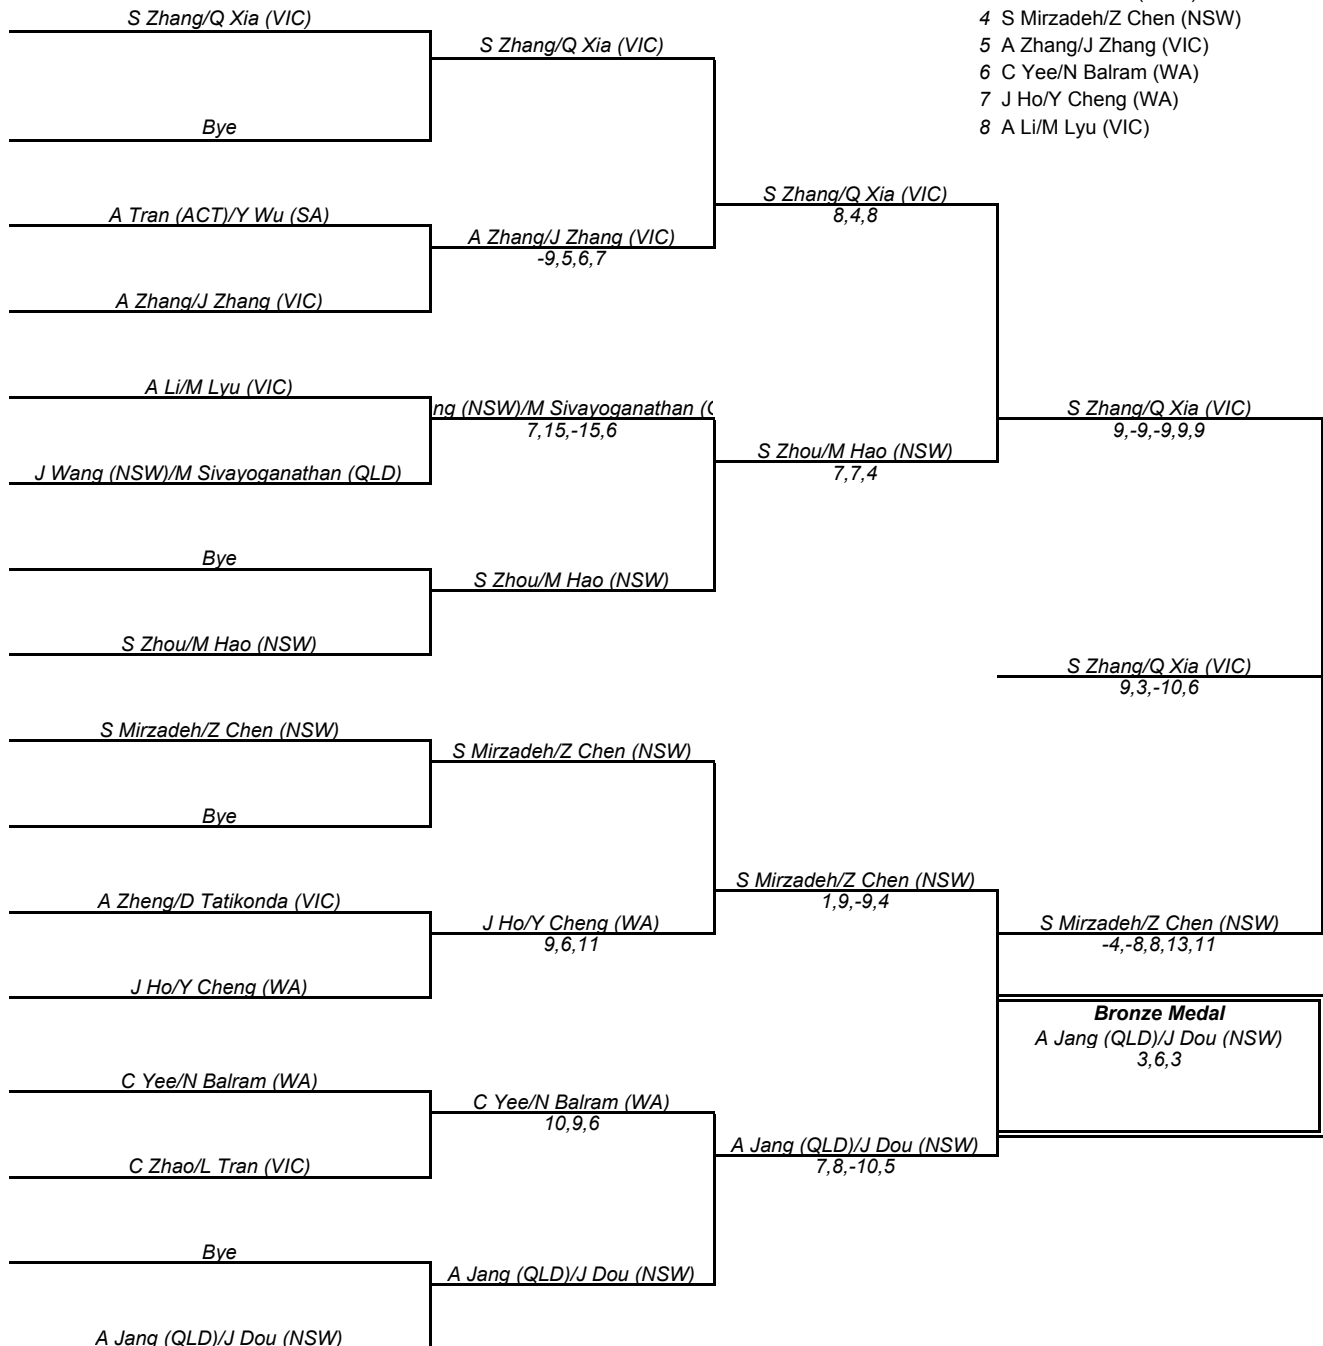 4 S Mirzadeh/Z Chen (NSW)
5 A Zhang/J Zhang (VIC)
6 C Yee/N Balram (WA)
7 J Ho/Y Cheng (WA)
8 A Li/M Lyu (VIC)
S Zhang/Q Xia (VIC)
Bye
A Tran (ACT)/Y Wu (SA)
A Zhang/J Zhang (VIC)
A Li/M Lyu (VIC)
J Wang (NSW)/M Sivayoganathan (QLD)
Bye
S Zhou/M Hao (NSW)
S Mirzadeh/Z Chen (NSW)
Bye
A Zheng/D Tatikonda (VIC)
J Ho/Y Cheng (WA)
C Yee/N Balram (WA)
C Zhao/L Tran (VIC)
Bye
A Jang (QLD)/J Dou (NSW)
S Zhang/Q Xia (VIC)
A Zhang/J Zhang (VIC)
-9,5,6,7
ng (NSW)/M Sivayoganathan (
7,15,-15,6
S Zhou/M Hao (NSW)
S Mirzadeh/Z Chen (NSW)
J Ho/Y Cheng (WA)
9,6,11
C Yee/N Balram (WA)
10,9,6
A Jang (QLD)/J Dou (NSW)
S Zhang/Q Xia (VIC)
8,4,8
S Zhou/M Hao (NSW)
7,7,4
S Mirzadeh/Z Chen (NSW)
1,9,-9,4
A Jang (QLD)/J Dou (NSW)
7,8,-10,5
S Zhang/Q Xia (VIC)
9,-9,-9,9,9
S Zhang/Q Xia (VIC)
9,3,-10,6
S Mirzadeh/Z Chen (NSW)
-4,-8,8,13,11
Bronze Medal
A Jang (QLD)/J Dou (NSW)
3,6,3